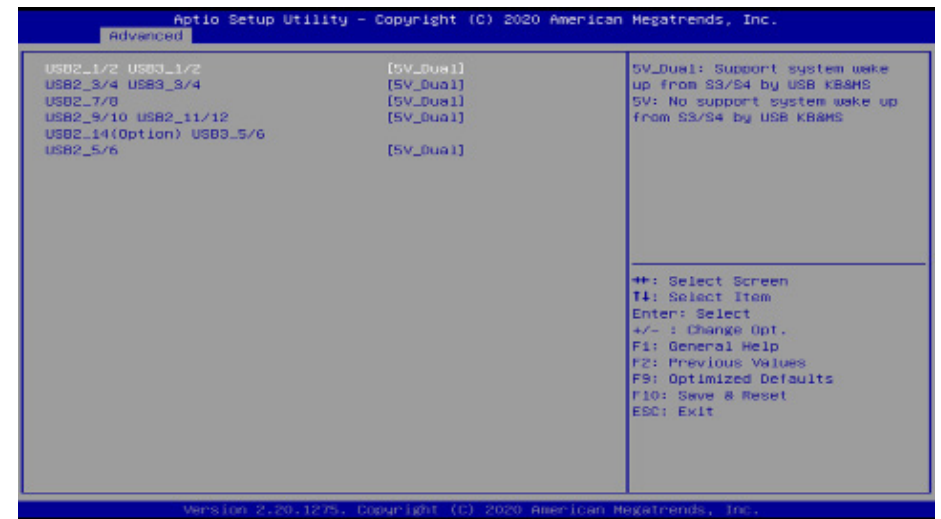 Aptio Setup Utility - Copyright (C) 2020 American Megatrends, Inc.
Advanced
USB2_1/2 USB3_1/2 [5V_Dual]
USB2_3/4 USB3_3/4 [5V_Dual]
USB2_7/8 [5V_Dual]
USB2_9/10 USB2_11/12 [5V_Dual]
USB2_14(Option) USB3_5/6
USB2_5/6 [5V_Dual]
5V_Dual: Support system wake
up from S3/S4 by USB KB&MS
5V: No support system wake up
from S3/S4 by USB KB&MS
→←: Select Screen
↑↓: Select Item
Enter: Select
+/- : Change Opt.
F1: General Help
F2: Previous Values
F9: Optimized Defaults
F10: Save & Reset
ESC: Exit
Version 2.20.1275. Copyright (C) 2020 American Megatrends, Inc.